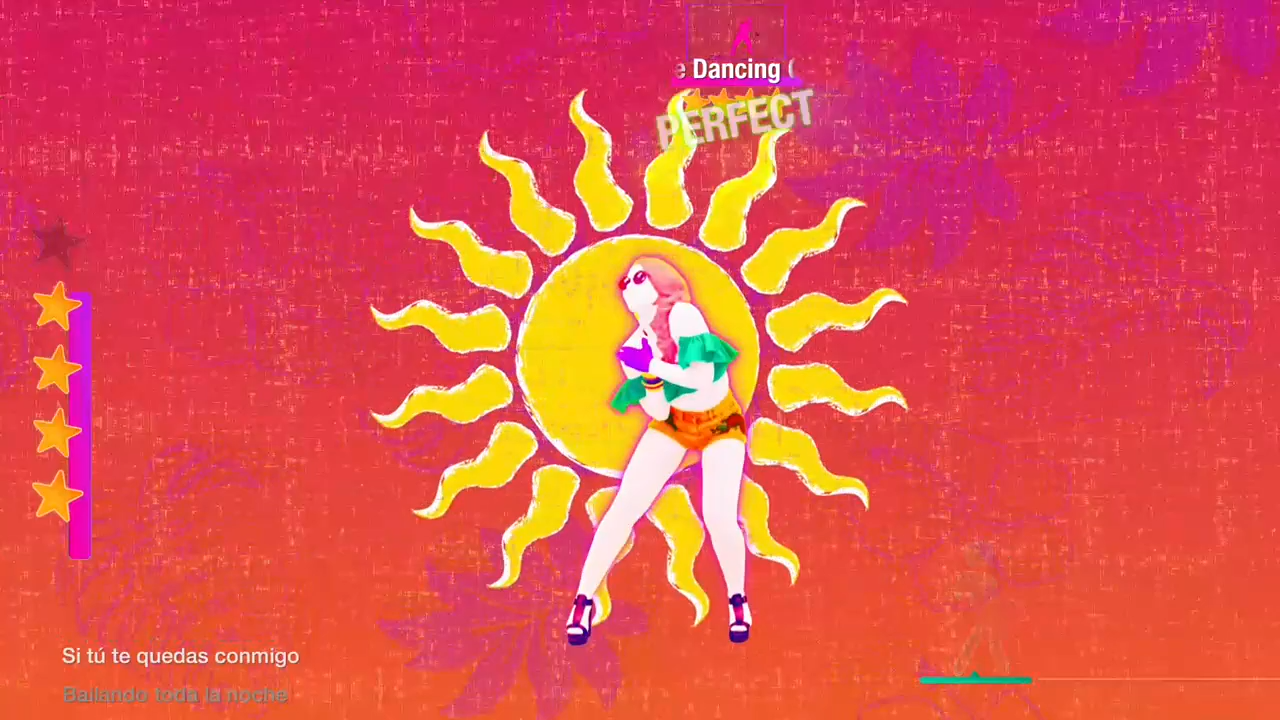 e Dancing
PERFECT
Si tú te quedas conmigo
Bailando toda la noche